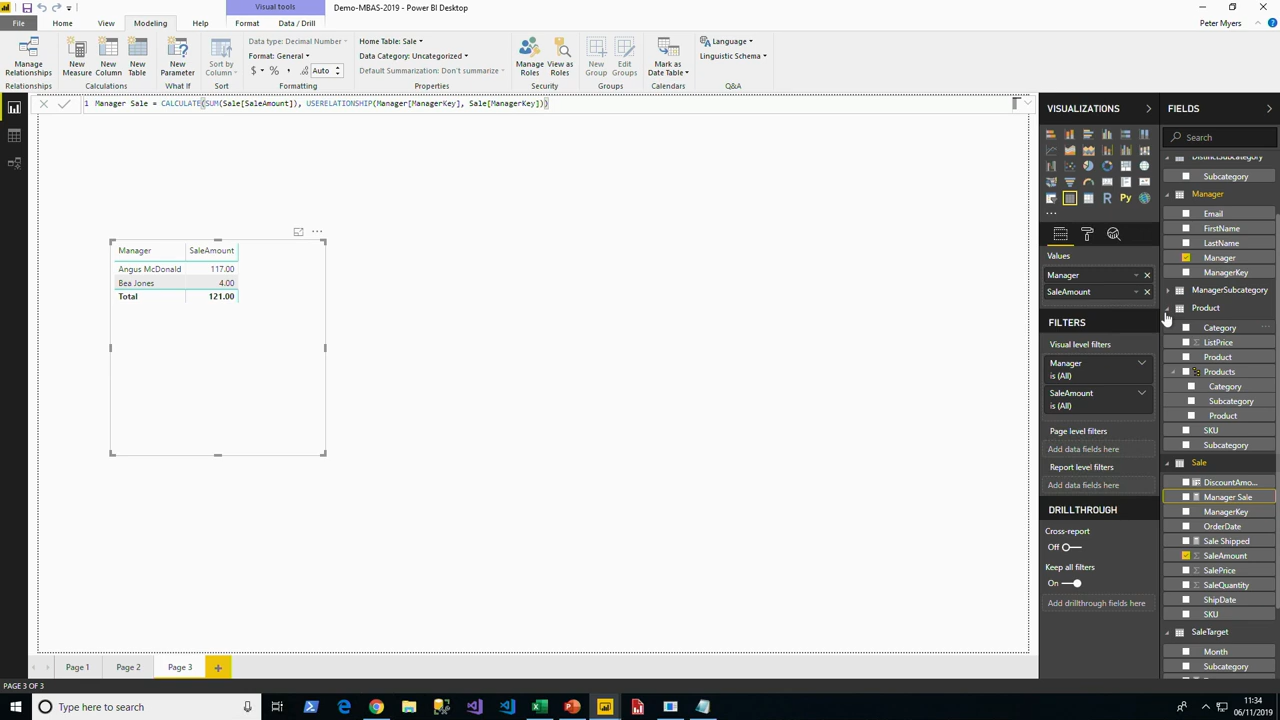 Visual tools
Demo-MBAS-2019 - Power BI Desktop
Peter Myers
File Home View Modeling Help Format Data / Drill
Manage Relationships
New Measure
New Column
New Table
New Parameter
Sort by Column
Data type: Decimal Number
Format: General
$ % , .00 Auto
Home Table: Sale
Data Category: Uncategorized
Default Summarization: Don't summarize
Manage Roles
View as Roles
New Group
Edit Groups
Mark as Date Table
Language
Linguistic Schema
Relationships Calculations What If Sort Formatting Properties Security Groups Calendars Q&A
1 Manager Sale = CALCULATE(SUM(Sale[SaleAmount]), USERELATIONSHIP(Manager[ManagerKey], Sale[ManagerKey]))
Manager SaleAmount
Angus McDonald 117.00
Bea Jones 4.00
Total 121.00
VISUALIZATIONS
R Py
Values
Manager
SaleAmount
FILTERS
Visual level filters
Manager
is (All)
SaleAmount
is (All)
Page level filters
Add data fields here
Report level filters
Add data fields here
DRILLTHROUGH
Cross-report
Off
Keep all filters
On
Add drillthrough fields here
FIELDS
Search
DistinctSubcategory
Subcategory
Manager
Email
FirstName
LastName
Manager
ManagerKey
ManagerSubcategory
Product
Category
ListPrice
Product
Products
Category
Subcategory
Product
SKU
Subcategory
Sale
DiscountAmo...
Manager Sale
ManagerKey
OrderDate
Sale Shipped
SaleAmount
SalePrice
SaleQuantity
ShipDate
SKU
SaleTarget
Month
Subcategory
Page 1 Page 2 Page 3 +
PAGE 3 OF 3
Type here to search
11:34
06/11/2019